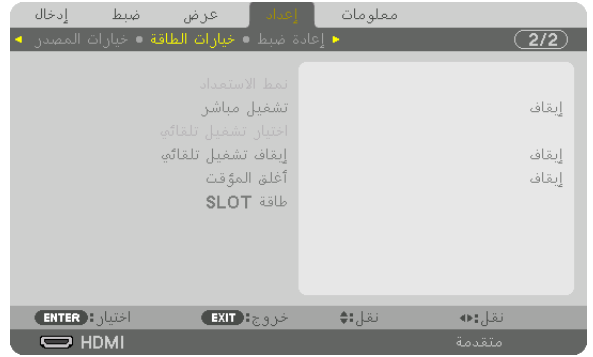 إدخال ضبط عرض إعداد معلومات
◄ خيارات المصدر ● خيارات الطاقة ● إعادة ضبط ► 2/2
نمط الاستعداد
تشغيل مباشر إيقاف
اختيار تشغيل تلقائي
إيقاف تشغيل تلقائي إيقاف
أغلق المؤقت إيقاف
طاقة SLOT
ENTER :اختيار EXIT :خروج نقل: نقل:
HDMI متقدمة